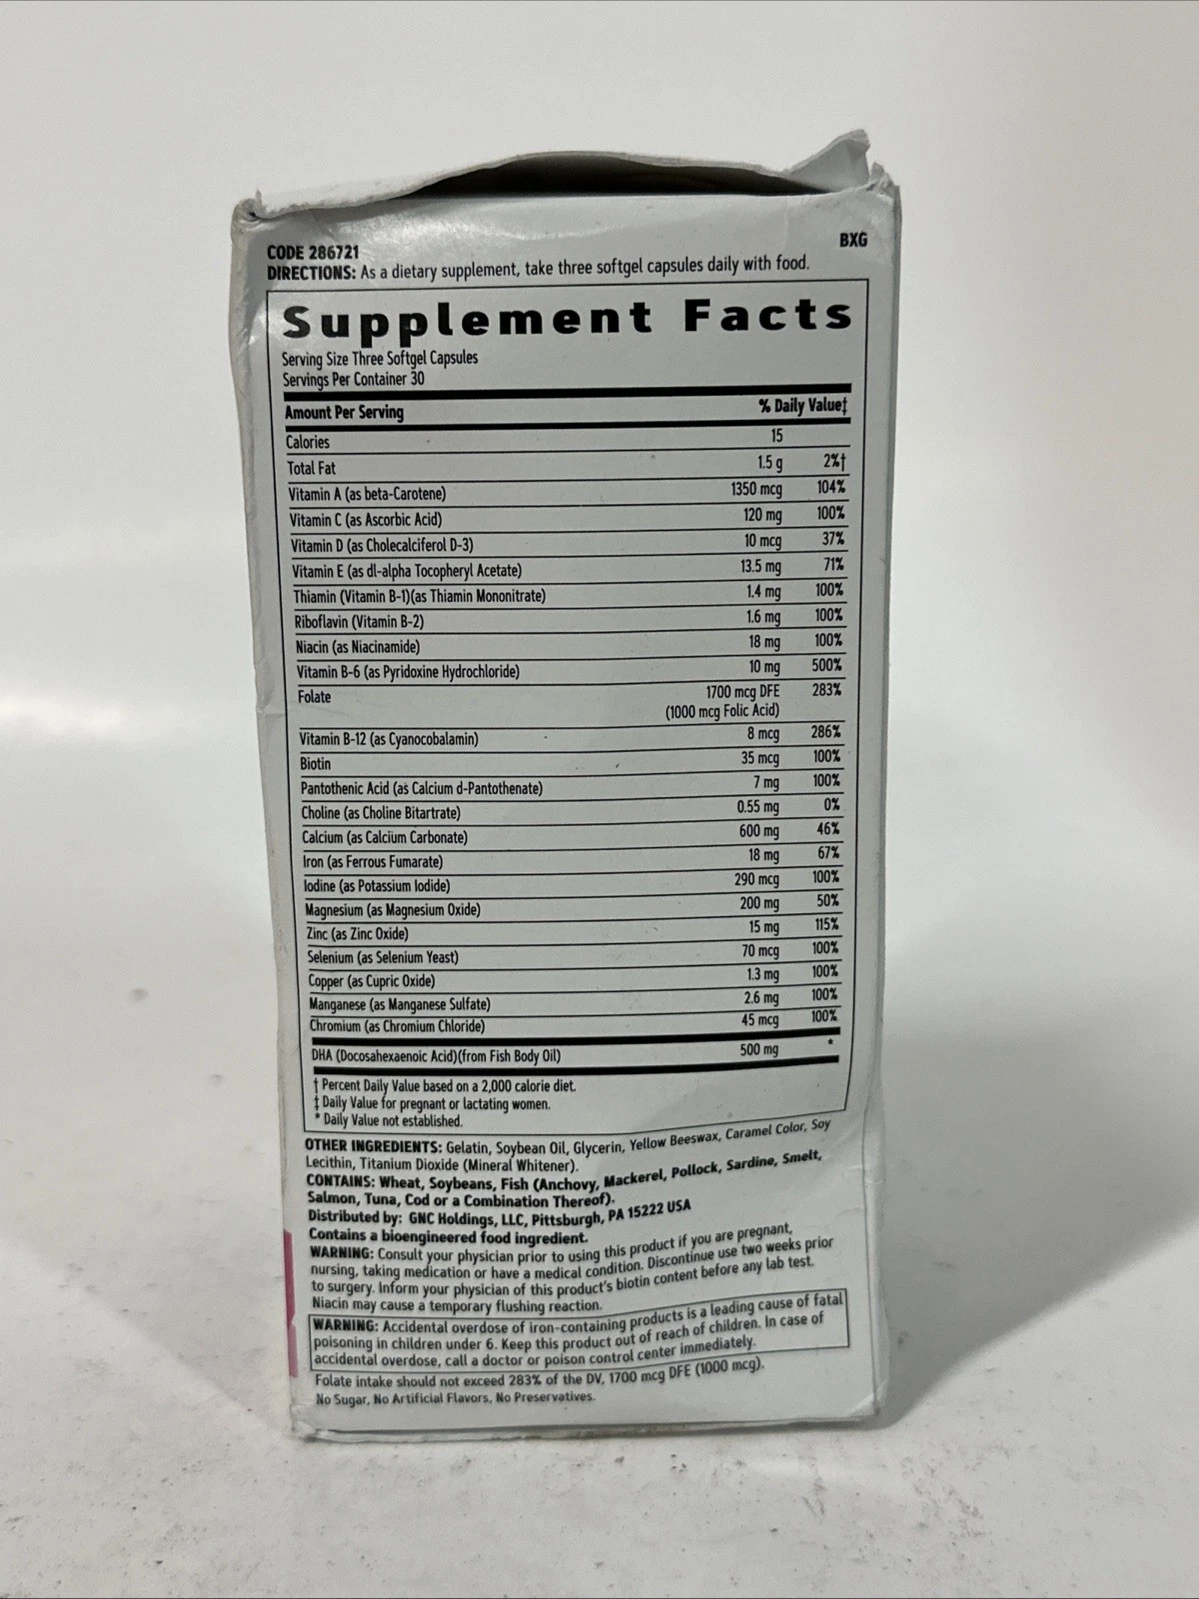 CODE 286721 BXG
DIRECTIONS: As a dietary supplement, take three softgel capsules daily with food.
Supplement Facts
Serving Size Three Softgel Capsules
Servings Per Container 30
Amount Per Serving % Daily Value‡
Calories 15
Total Fat 1.5 g 2%†
Vitamin A (as beta-Carotene) 1350 mcg 104%
Vitamin C (as Ascorbic Acid) 120 mg 100%
Vitamin D (as Cholecalciferol D-3) 10 mcg 37%
Vitamin E (as dl-alpha Tocopheryl Acetate) 13.5 mg 71%
Thiamin (Vitamin B-1)(as Thiamin Mononitrate) 1.4 mg 100%
Riboflavin (Vitamin B-2) 1.6 mg 100%
Niacin (as Niacinamide) 18 mg 100%
Vitamin B-6 (as Pyridoxine Hydrochloride) 10 mg 500%
Folate 1700 mcg DFE 283%
(1000 mcg Folic Acid)
Vitamin B-12 (as Cyanocobalamin) 8 mcg 286%
Biotin 35 mcg 100%
Pantothenic Acid (as Calcium d-Pantothenate) 7 mg 100%
Choline (as Choline Bitartrate) 0.55 mg 0%
Calcium (as Calcium Carbonate) 600 mg 46%
Iron (as Ferrous Fumarate) 18 mg 67%
Iodine (as Potassium Iodide) 290 mcg 100%
Magnesium (as Magnesium Oxide) 200 mg 50%
Zinc (as Zinc Oxide) 15 mg 115%
Selenium (as Selenium Yeast) 70 mcg 100%
Copper (as Cupric Oxide) 1.3 mg 100%
Manganese (as Manganese Sulfate) 2.6 mg 100%
Chromium (as Chromium Chloride) 45 mcg 100%
DHA (Docosahexaenoic Acid)(from Fish Body Oil) 500 mg *
† Percent Daily Value based on a 2,000 calorie diet.
‡ Daily Value for pregnant or lactating women.
* Daily Value not established.
OTHER INGREDIENTS: Gelatin, Soybean Oil, Glycerin, Yellow Beeswax, Caramel Color, Soy
Lecithin, Titanium Dioxide (Mineral Whitener).
CONTAINS: Wheat, Soybeans, Fish (Anchovy, Mackerel, Pollock, Sardine, Smelt,
Salmon, Tuna, Cod or a Combination Thereof).
Distributed by: GNC Holdings, LLC, Pittsburgh, PA 15222 USA
Contains a bioengineered food ingredient.
WARNING: Consult your physician prior to using this product if you are pregnant,
nursing, taking medication or have a medical condition. Discontinue use two weeks prior
to surgery. Inform your physician of this product's biotin content before any lab test.
Niacin may cause a temporary flushing reaction.
WARNING: Accidental overdose of iron-containing products is a leading cause of fatal
poisoning in children under 6. Keep this product out of reach of children. In case of
accidental overdose, call a doctor or poison control center immediately.
Folate intake should not exceed 283% of the DV, 1700 mcg DFE (1000 mcg).
No Sugar, No Artificial Flavors, No Preservatives.